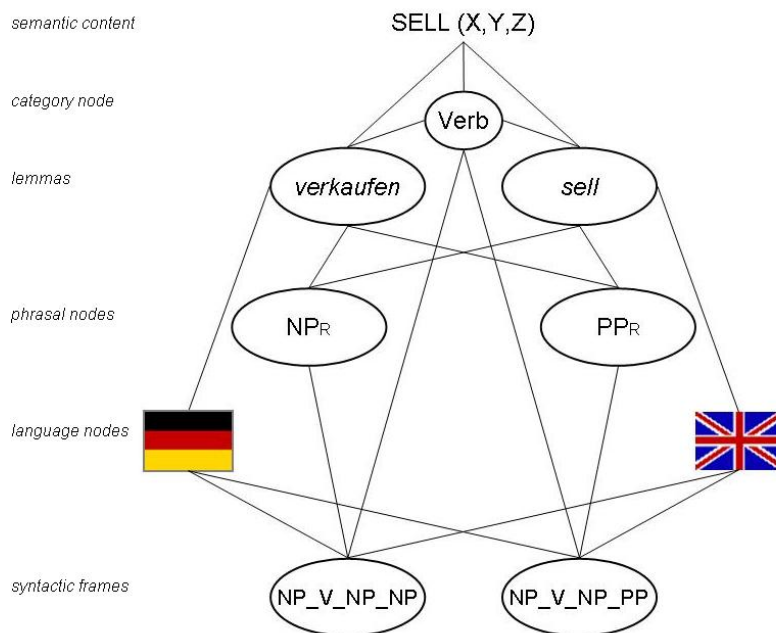 semantic content
SELL (X,Y,Z)
category node
Verb
lemmas
verkaufen
sell
phrasal nodes
NPR
PPR
language nodes
syntactic frames
NP_V_NP_NP
NP_V_NP_PP